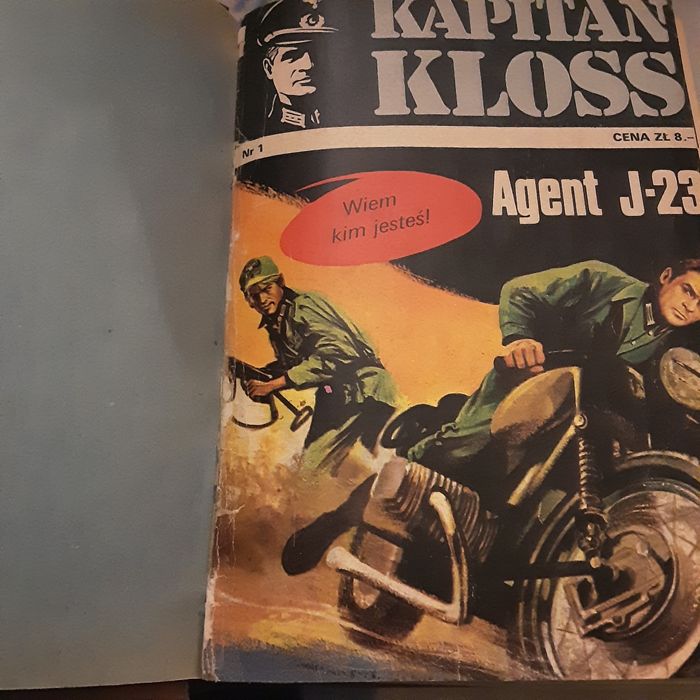 KAPITAN
KLOSS
Nr 1
CENA ZŁ 8.-
Wiem
kim jesteś!
Agent J-23